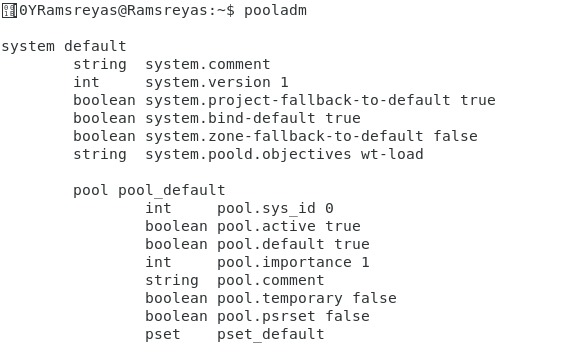 0YRamsreyas@Ramsreyas:~$ pooladm
system default
string system.comment
int system.version 1
boolean system.project-fallback-to-default true
boolean system.bind-default true
boolean system.zone-fallback-to-default false
string system.poold.objectives wt-load
pool pool_default
int pool.sys_id 0
boolean pool.active true
boolean pool.default true
int pool.importance 1
string pool.comment
boolean pool.temporary false
boolean pool.psrset false
pset pset_default